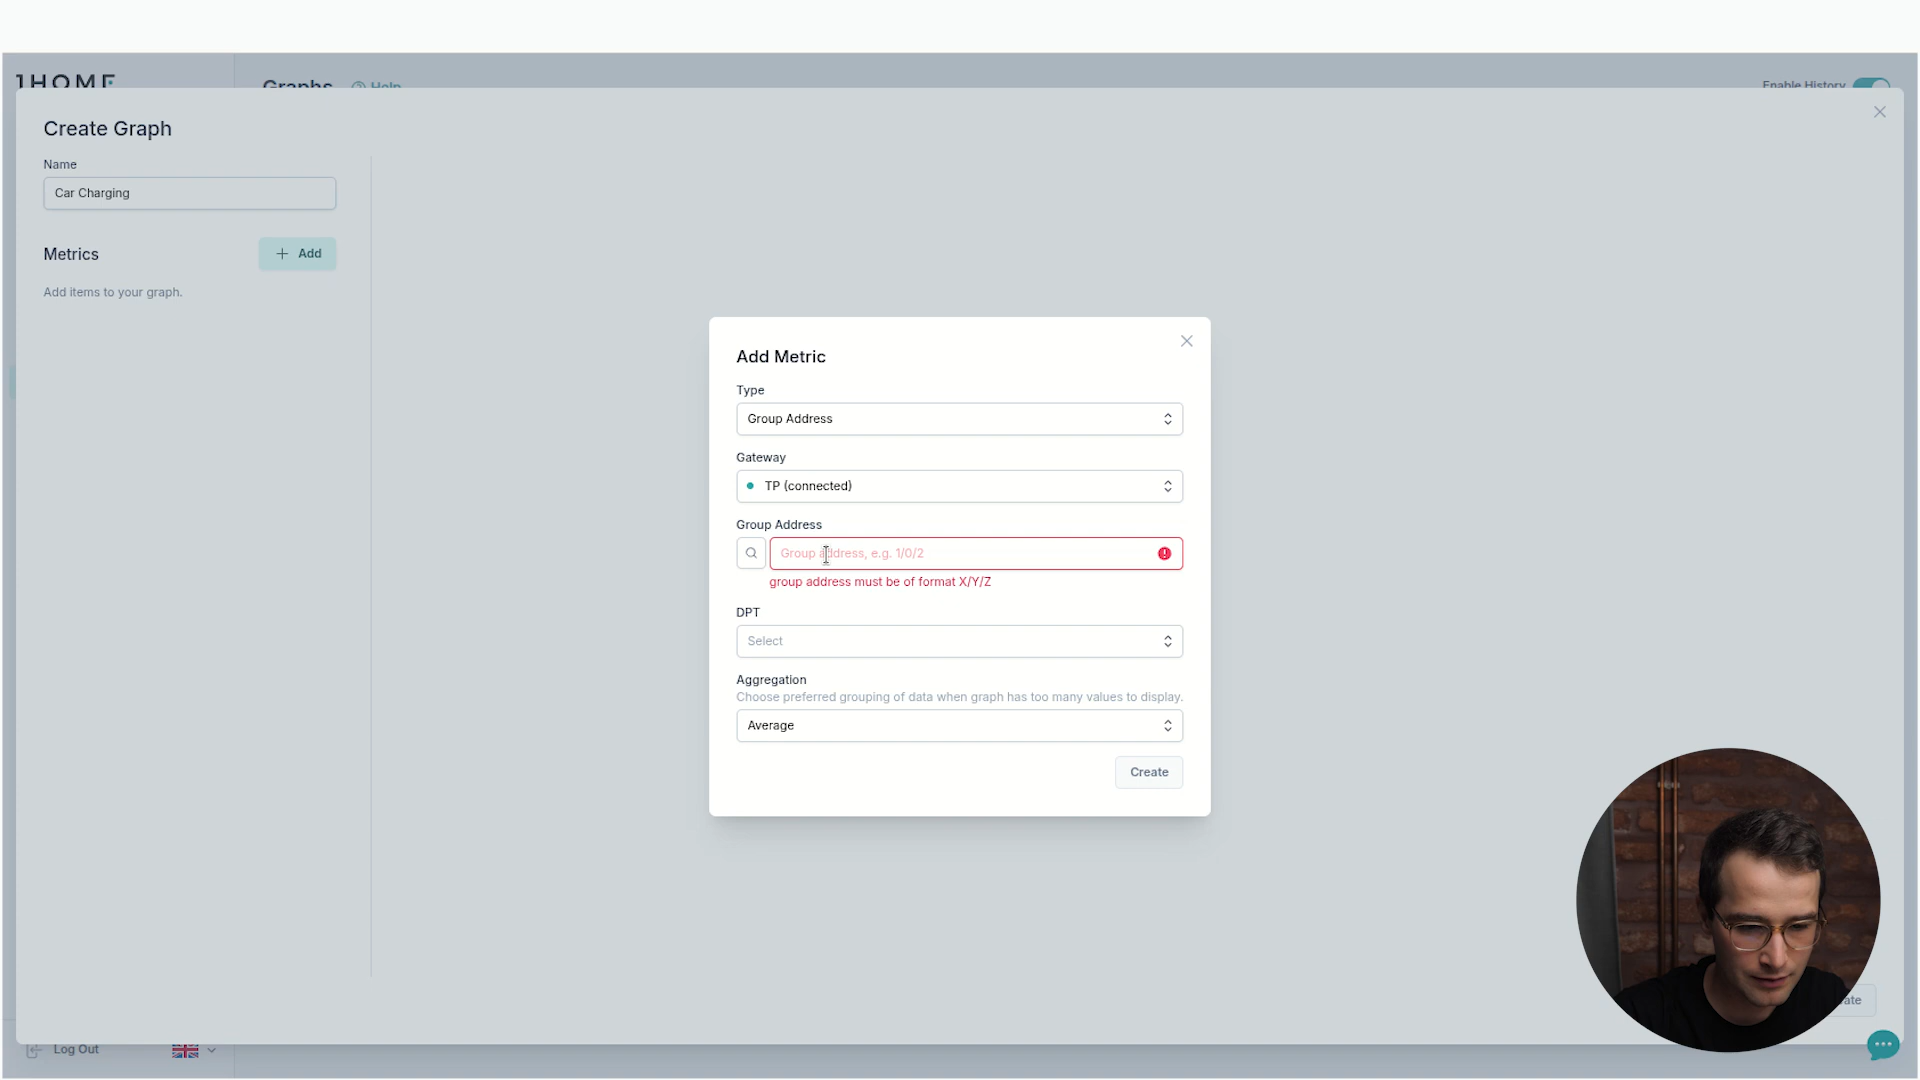 1HOME
Graphs
Help
Enable History
Create Graph
Name
Car Charging
Metrics
Add
Add items to your graph.
Add Metric
Type
Group Address
Gateway
TP (connected)
Group Address
Group address, e.g. 1/0/2
group address must be of format X/Y/Z
DPT
Select
Aggregation
Choose preferred grouping of data when graph has too many values to display.
Average
Create
Log Out